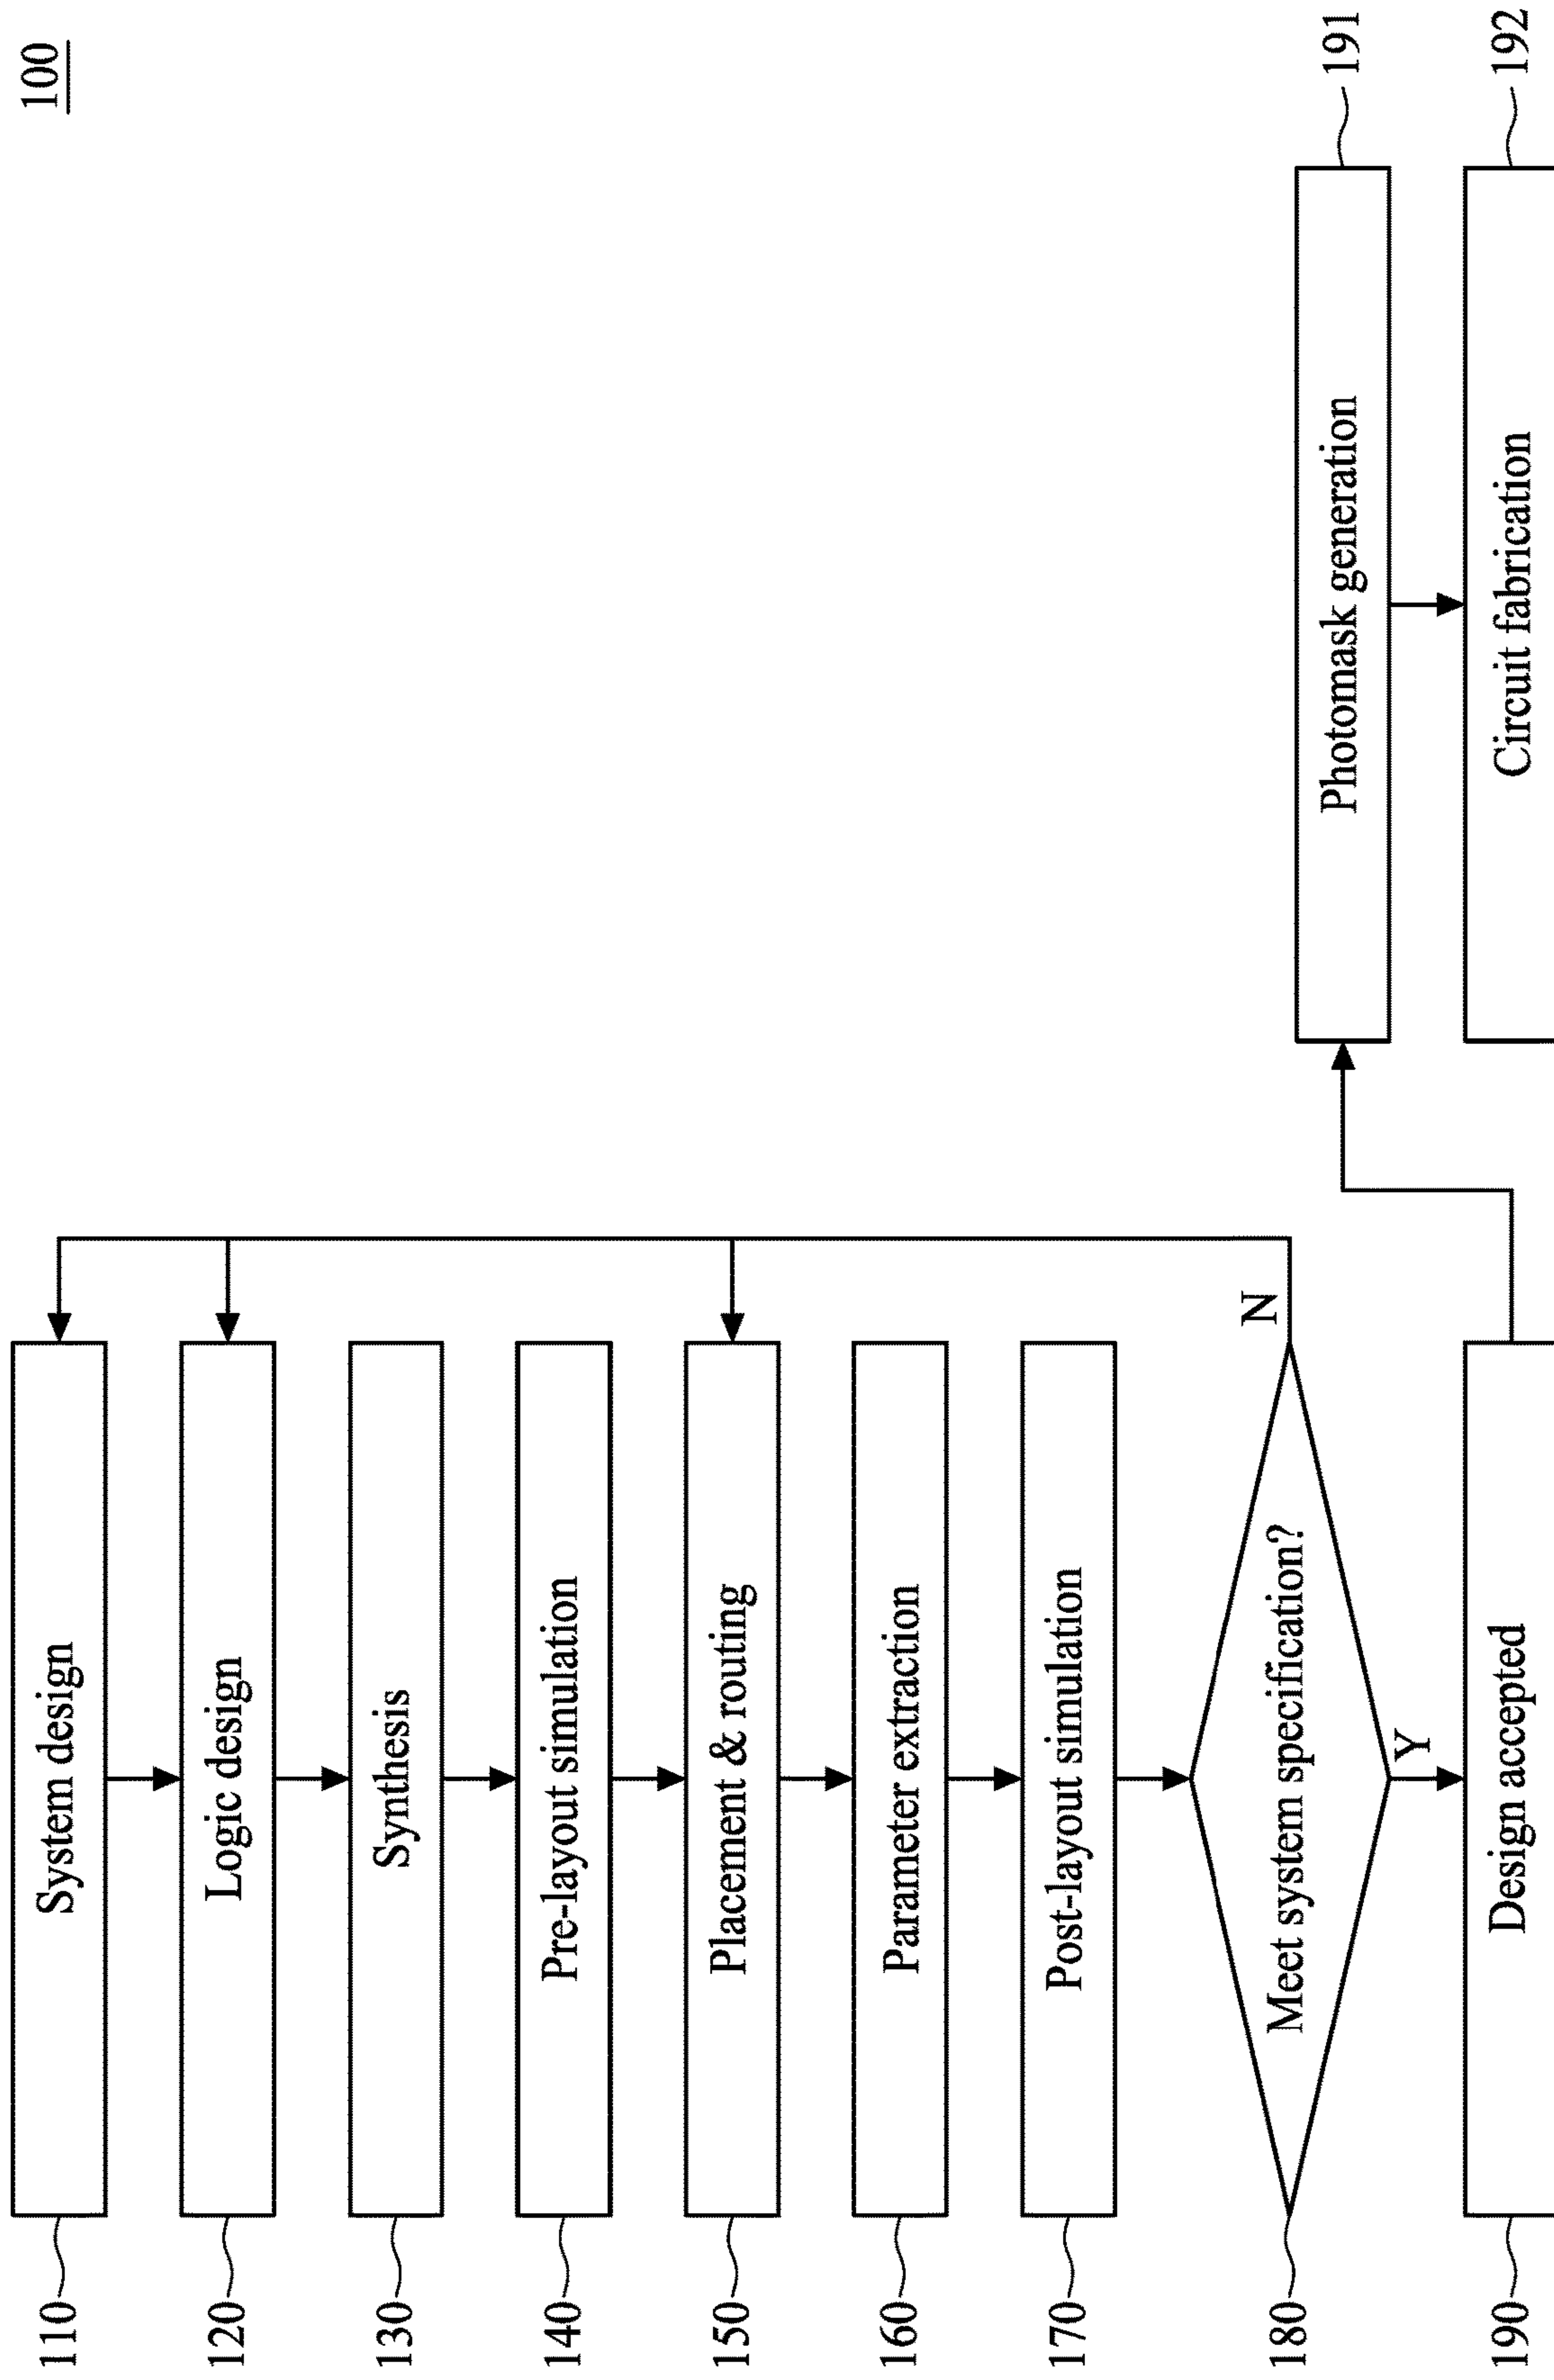 100
110
System design
120
Logic design
130
Synthesis
140
Pre-layout simulation
150
Placement & routing
160
Parameter extraction
170
Post-layout simulation
180
Meet system specification?
N
Y
190
Design accepted
Photomask generation
191
Circuit fabrication
192